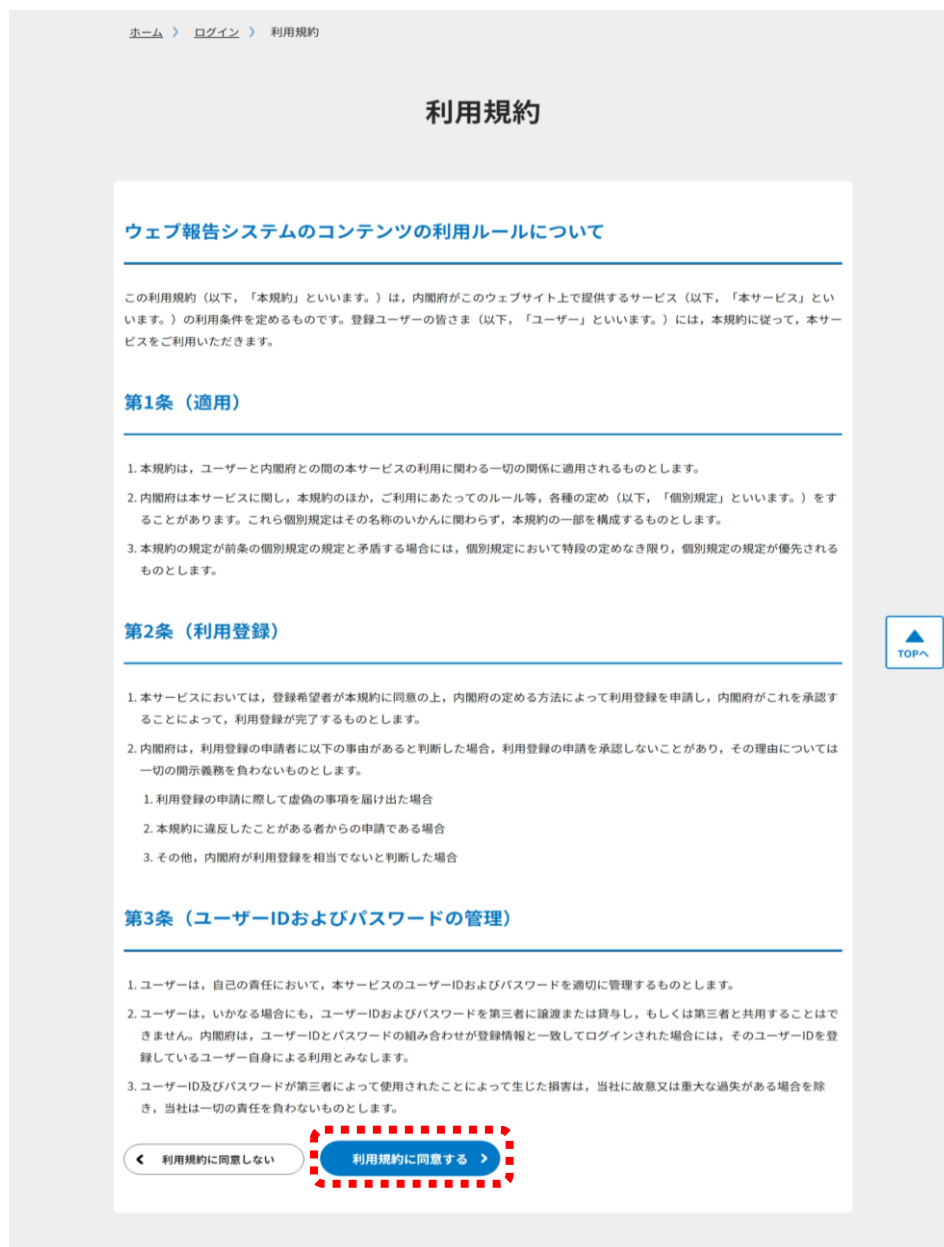 ホーム 〉 ログイン 〉 利用規約
利用規約
ウェブ報告システムのコンテンツの利用ルールについて
この利用規約（以下，「本規約」といいます。）は，内閣府がこのウェブサイト上で提供するサービス（以下，「本サービス」とい
います。）の利用条件を定めるものです。登録ユーザーの皆さま（以下，「ユーザー」といいます。）には，本規約に従って，本サー
ビスをご利用いただきます。
第1条（適用）
1. 本規約は，ユーザーと内閣府との間の本サービスの利用に関わる一切の関係に適用されるものとします。
2. 内閣府は本サービスに関し，本規約のほか，ご利用にあたってのルール等，各種の定め（以下，「個別規定」といいます。）をす
ることがあります。これら個別規定はその名称のいかんに関わらず，本規約の一部を構成するものとします。
3. 本規約の規定が前条の個別規定の規定と矛盾する場合には，個別規定において特段の定めなき限り，個別規定の規定が優先される
ものとします。
第2条（利用登録）
TOPへ
1. 本サービスにおいては，登録希望者が本規約に同意の上，内閣府の定める方法によって利用登録を申請し，内閣府がこれを承認す
ることによって，利用登録が完了するものとします。
2. 内閣府は，利用登録の申請者に以下の事由があると判断した場合，利用登録の申請を承認しないことがあり，その理由については
一切の開示義務を負わないものとします。
1. 利用登録の申請に際して虚偽の事項を届け出た場合
2. 本規約に違反したことがある者からの申請である場合
3. その他，内閣府が利用登録を相当でないと判断した場合
第3条（ユーザーIDおよびパスワードの管理）
1. ユーザーは，自己の責任において，本サービスのユーザーIDおよびパスワードを適切に管理するものとします。
2. ユーザーは，いかなる場合にも，ユーザーIDおよびパスワードを第三者に譲渡または貸与し，もしくは第三者と共用することはで
きません。内閣府は，ユーザーIDとパスワードの組み合わせが登録情報と一致してログインされた場合には，そのユーザーIDを登
録しているユーザー自身による利用とみなします。
3. ユーザーID及びパスワードが第三者によって使用されたことによって生じた損害は，当社に故意又は重大な過失がある場合を除
き，当社は一切の責任を負わないものとします。
利用規約に同意しない 利用規約に同意する